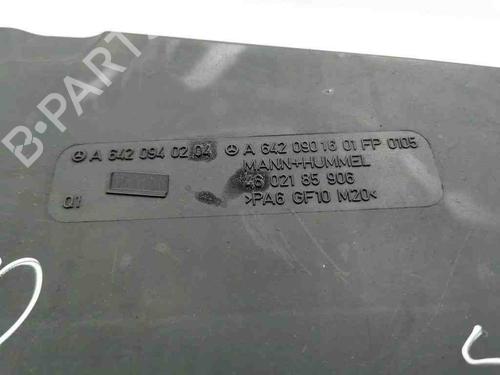 A 642 094 02 04 A 642 090 16 01 FP 0105
MANN+HUMMEL
46 021 85 906
01 >PA6 GF10 M20<
B-PARTS